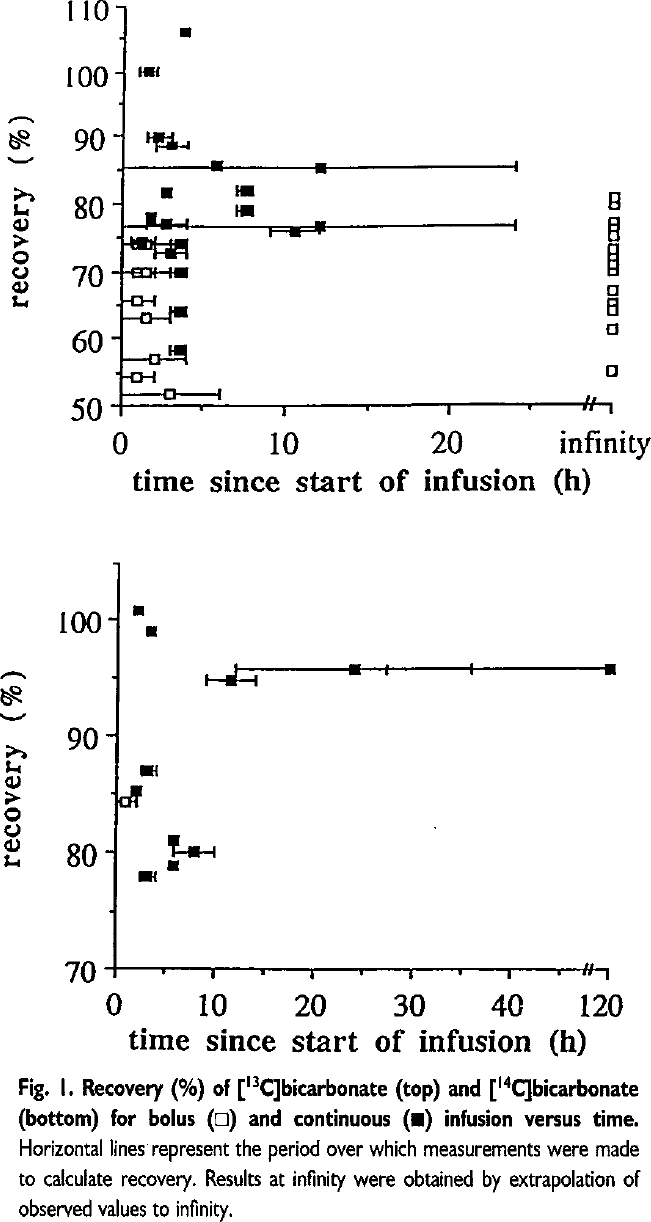 110
100
90
80
70
60
50
recovery (%)
0 10 20 infinity
time since start of infusion (h)
100
90
80
70
recovery (%)
0 10 20 30 40 120
time since start of infusion (h)
Fig. 1. Recovery (%) of [¹³C]bicarbonate (top) and [¹⁴C]bicarbonate
(bottom) for bolus (□) and continuous (■) infusion versus time.
Horizontal lines represent the period over which measurements were made
to calculate recovery. Results at infinity were obtained by extrapolation of
observed values to infinity.